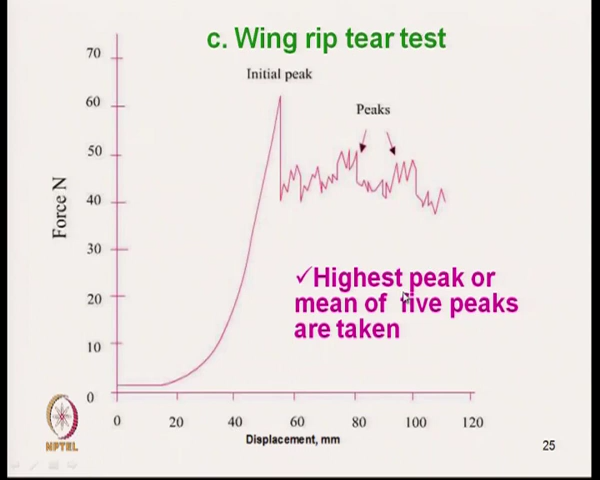 c. Wing rip tear test
Initial peak
Peaks
Force N
70
60
50
40
30
20
10
0
✓Highest peak or
mean of five peaks
are taken
0 20 40 60 80 100 120
Displacement, mm
NPTEL
25